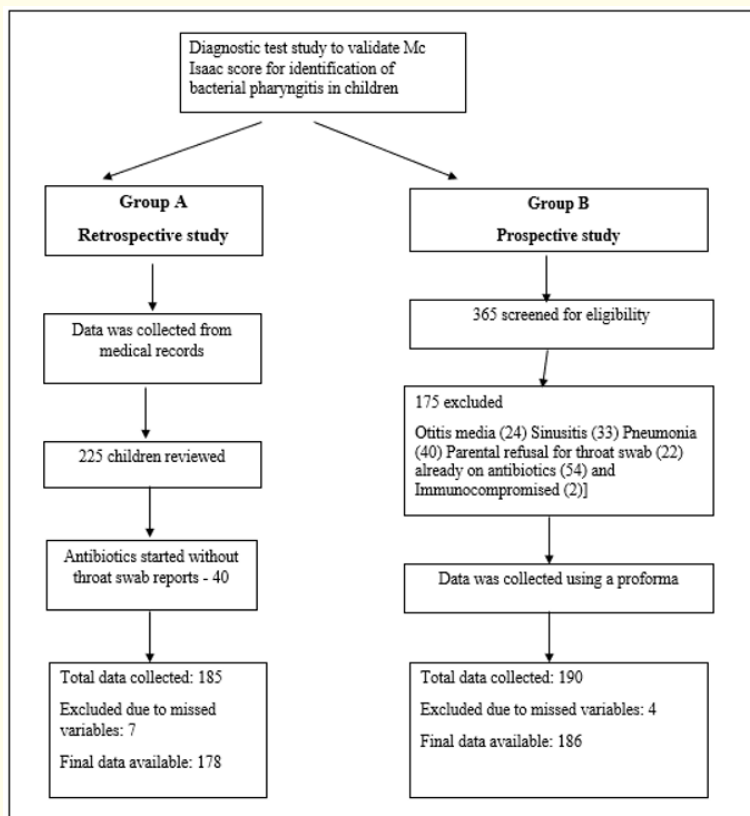 Diagnostic test study to validate Mc
Isaac score for identification of
bacterial pharyngitis in children
Group A
Retrospective study
Data was collected from
medical records
225 children reviewed
Antibiotics started without
throat swab reports - 40
Total data collected: 185
Excluded due to missed
variables: 7
Final data available: 178
Group B
Prospective study
365 screened for eligibility
175 excluded
Otitis media (24) Sinusitis (33) Pneumonia
(40) Parental refusal for throat swab (22)
already on antibiotics (54) and
Immunocompromised (2)]
Data was collected using a proforma
Total data collected: 190
Excluded due to missed variables: 4
Final data available: 186